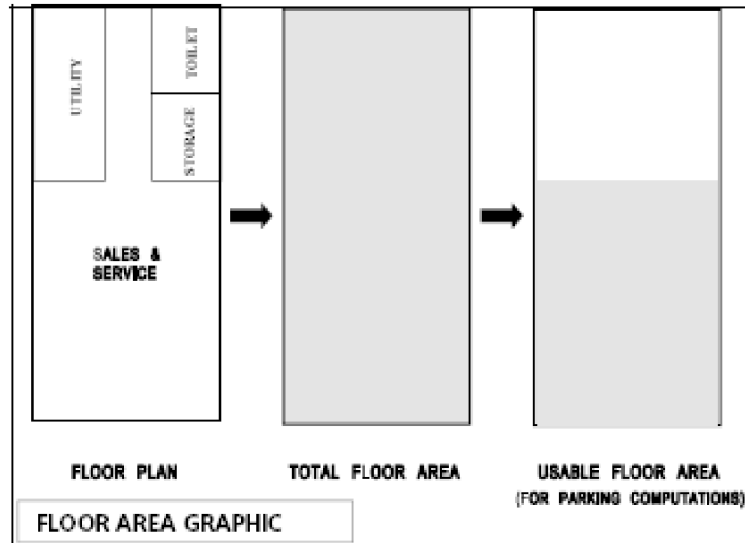 UTILITY
TOILET
STORAGE
SALES &
SERVICE
FLOOR PLAN
TOTAL FLOOR AREA
USABLE FLOOR AREA
(FOR PARKING COMPUTATIONS)
FLOOR AREA GRAPHIC